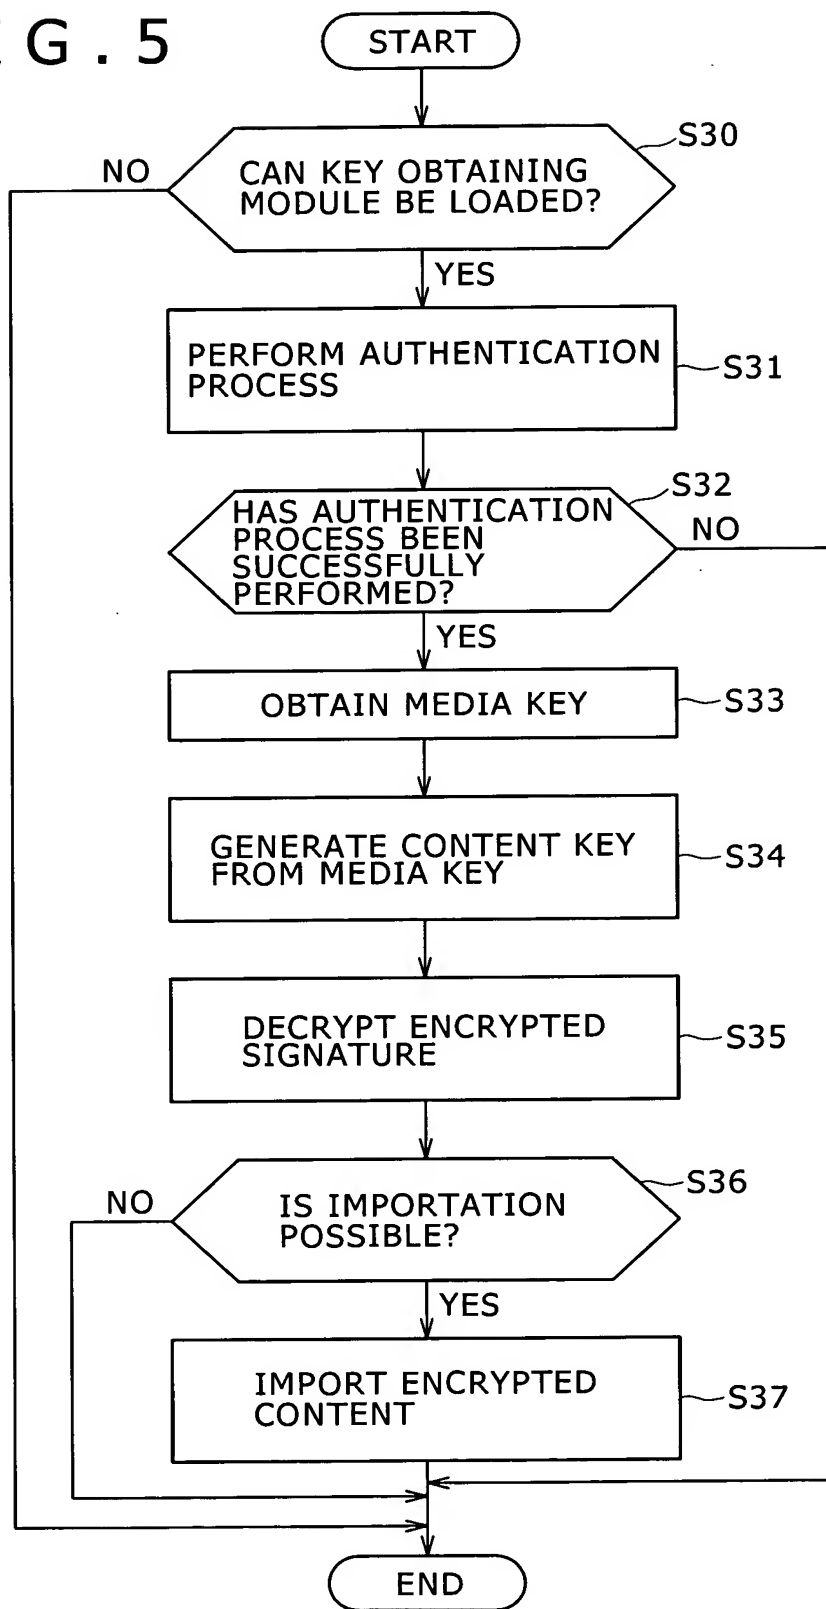 G . 5
START
S30
NO
CAN KEY OBTAINING
MODULE BE LOADED?
YES
PERFORM AUTHENTICATION
PROCESS
S31
S32
HAS AUTHENTICATION
PROCESS BEEN
SUCCESSFULLY
PERFORMED?
NO
YES
OBTAIN MEDIA KEY
S33
GENERATE CONTENT KEY
FROM MEDIA KEY
S34
DECRYPT ENCRYPTED
SIGNATURE
S35
S36
NO
IS IMPORTATION
POSSIBLE?
YES
IMPORT ENCRYPTED
CONTENT
S37
END